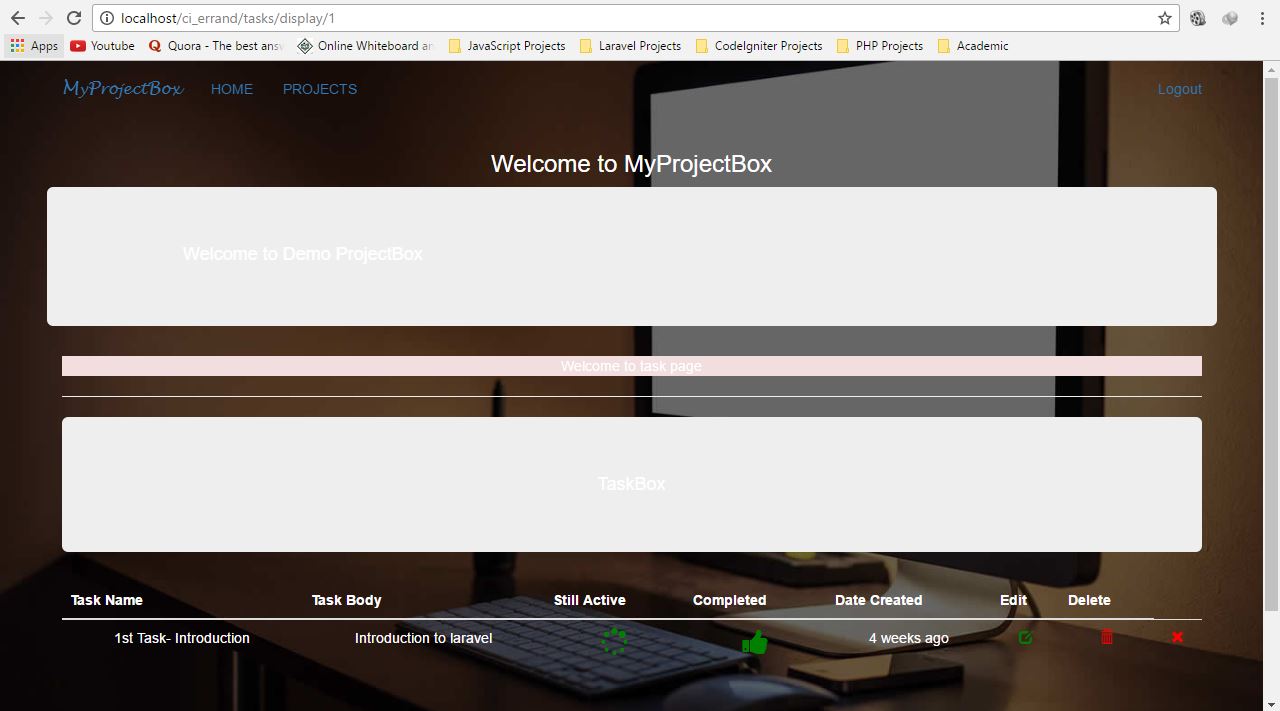 localhost/ci_errand/tasks/display/1
Apps Youtube Quora - The best ans Online Whiteboard an JavaScript Projects Laravel Projects CodeIgniter Projects PHP Projects Academic
MyProjectBox HOME PROJECTS Logout
Welcome to MyProjectBox
Welcome to Demo ProjectBox
Welcome to task page
TaskBox
Task Name Task Body Still Active Completed Date Created Edit Delete
1st Task- Introduction Introduction to laravel 4 weeks ago